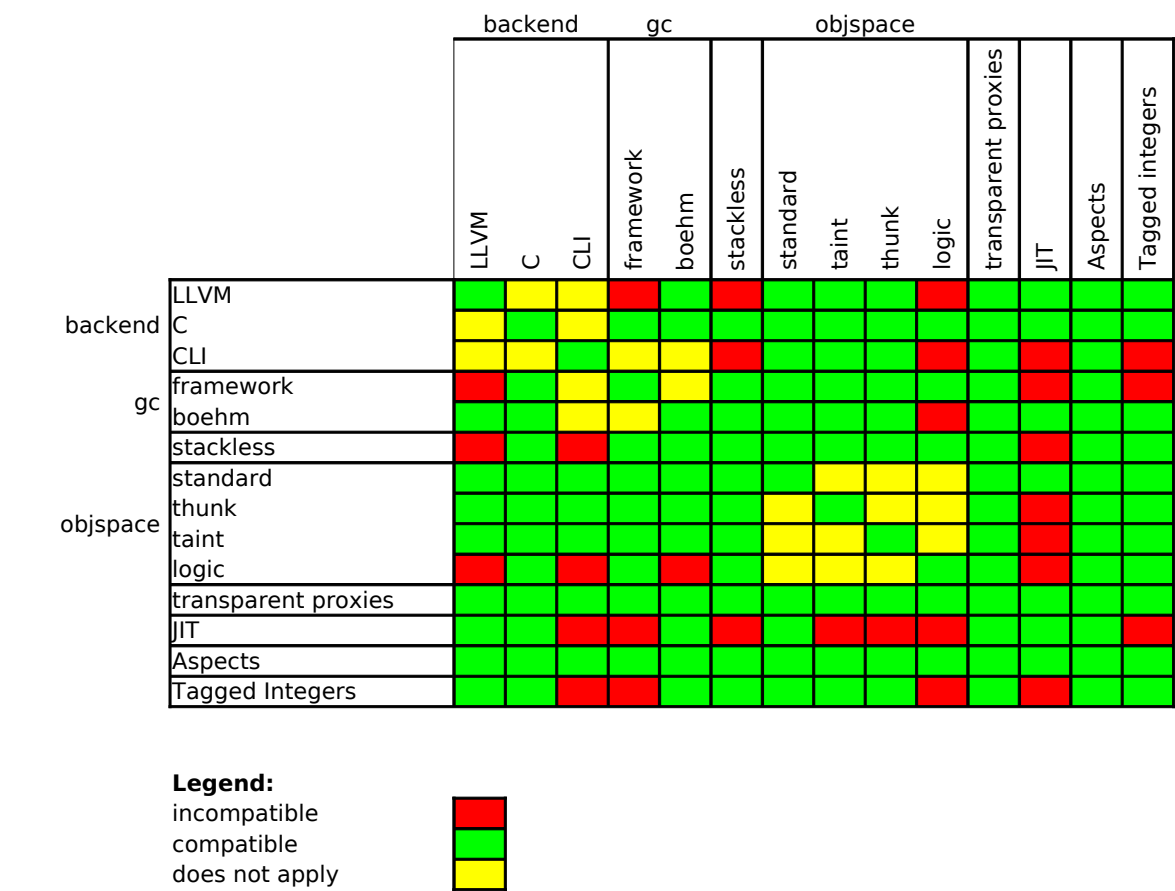 backend gc objspace
LLVM
C
CLI
framework
boehm
stackless
standard
taint
thunk
logic
transparent proxies
JIT
Aspects
Tagged integers
LLVM
backend C
CLI
framework
gc
boehm
stackless
standard
thunk
objspace
taint
logic
transparent proxies
JIT
Aspects
Tagged Integers
Legend:
incompatible
compatible
does not apply